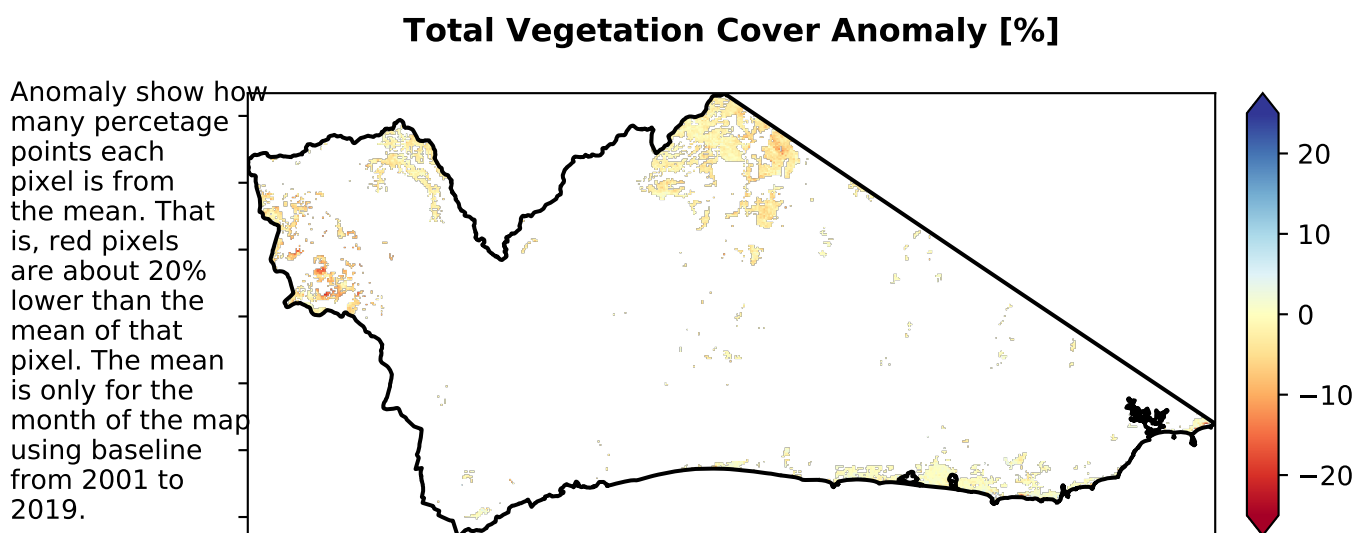 Total Vegetation Cover Anomaly [%]
Anomaly show how
many percetage
points each
pixel is from
the mean. That
is, red pixels
are about 20%
lower than the
mean of that
pixel. The mean
is only for the
month of the map
using baseline
from 2001 to
2019.
20
10
0
−10
−20